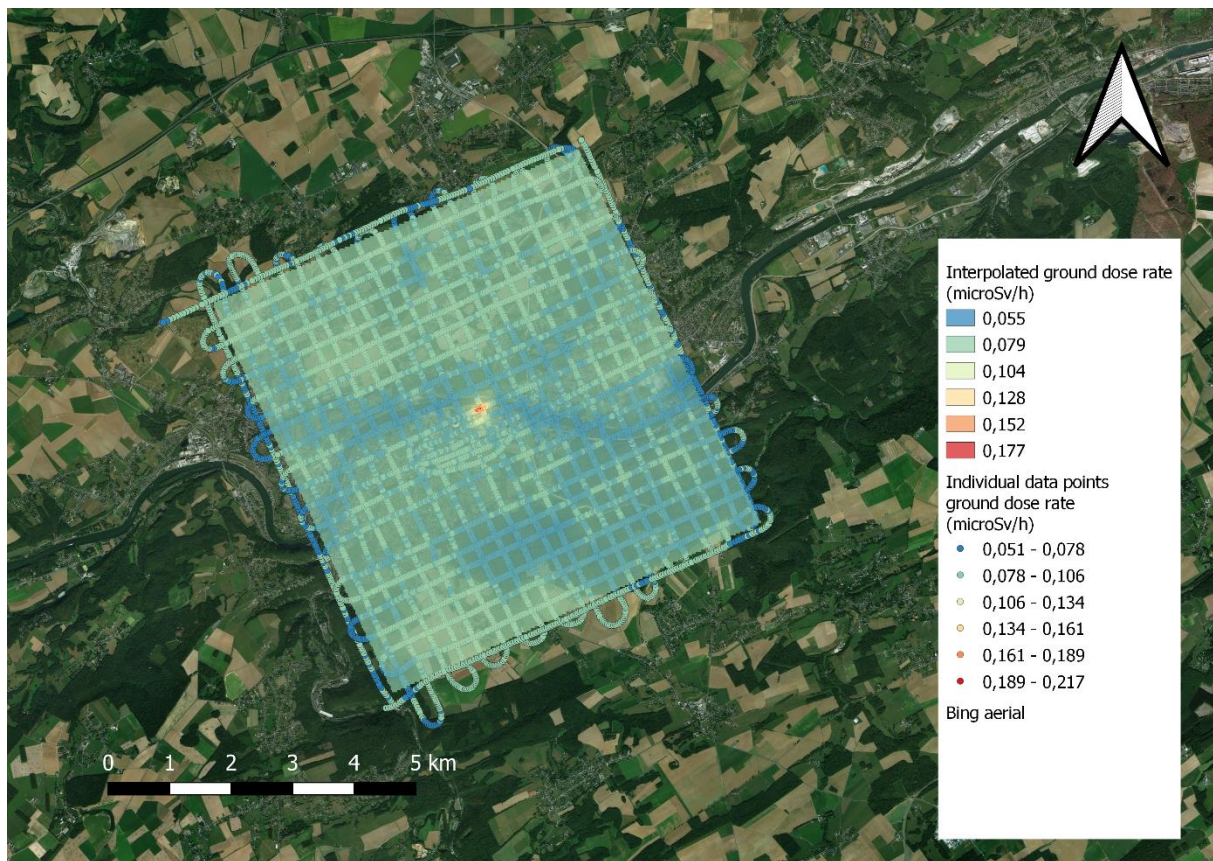 Interpolated ground dose rate
(microSv/h)
0,055
0,079
0,104
0,128
0,152
0,177
Individual data points
ground dose rate
(microSv/h)
0,051 - 0,078
0,078 - 0,106
0,106 - 0,134
0,134 - 0,161
0,161 - 0,189
0,189 - 0,217
Bing aerial
0 1 2 3 4 5 km